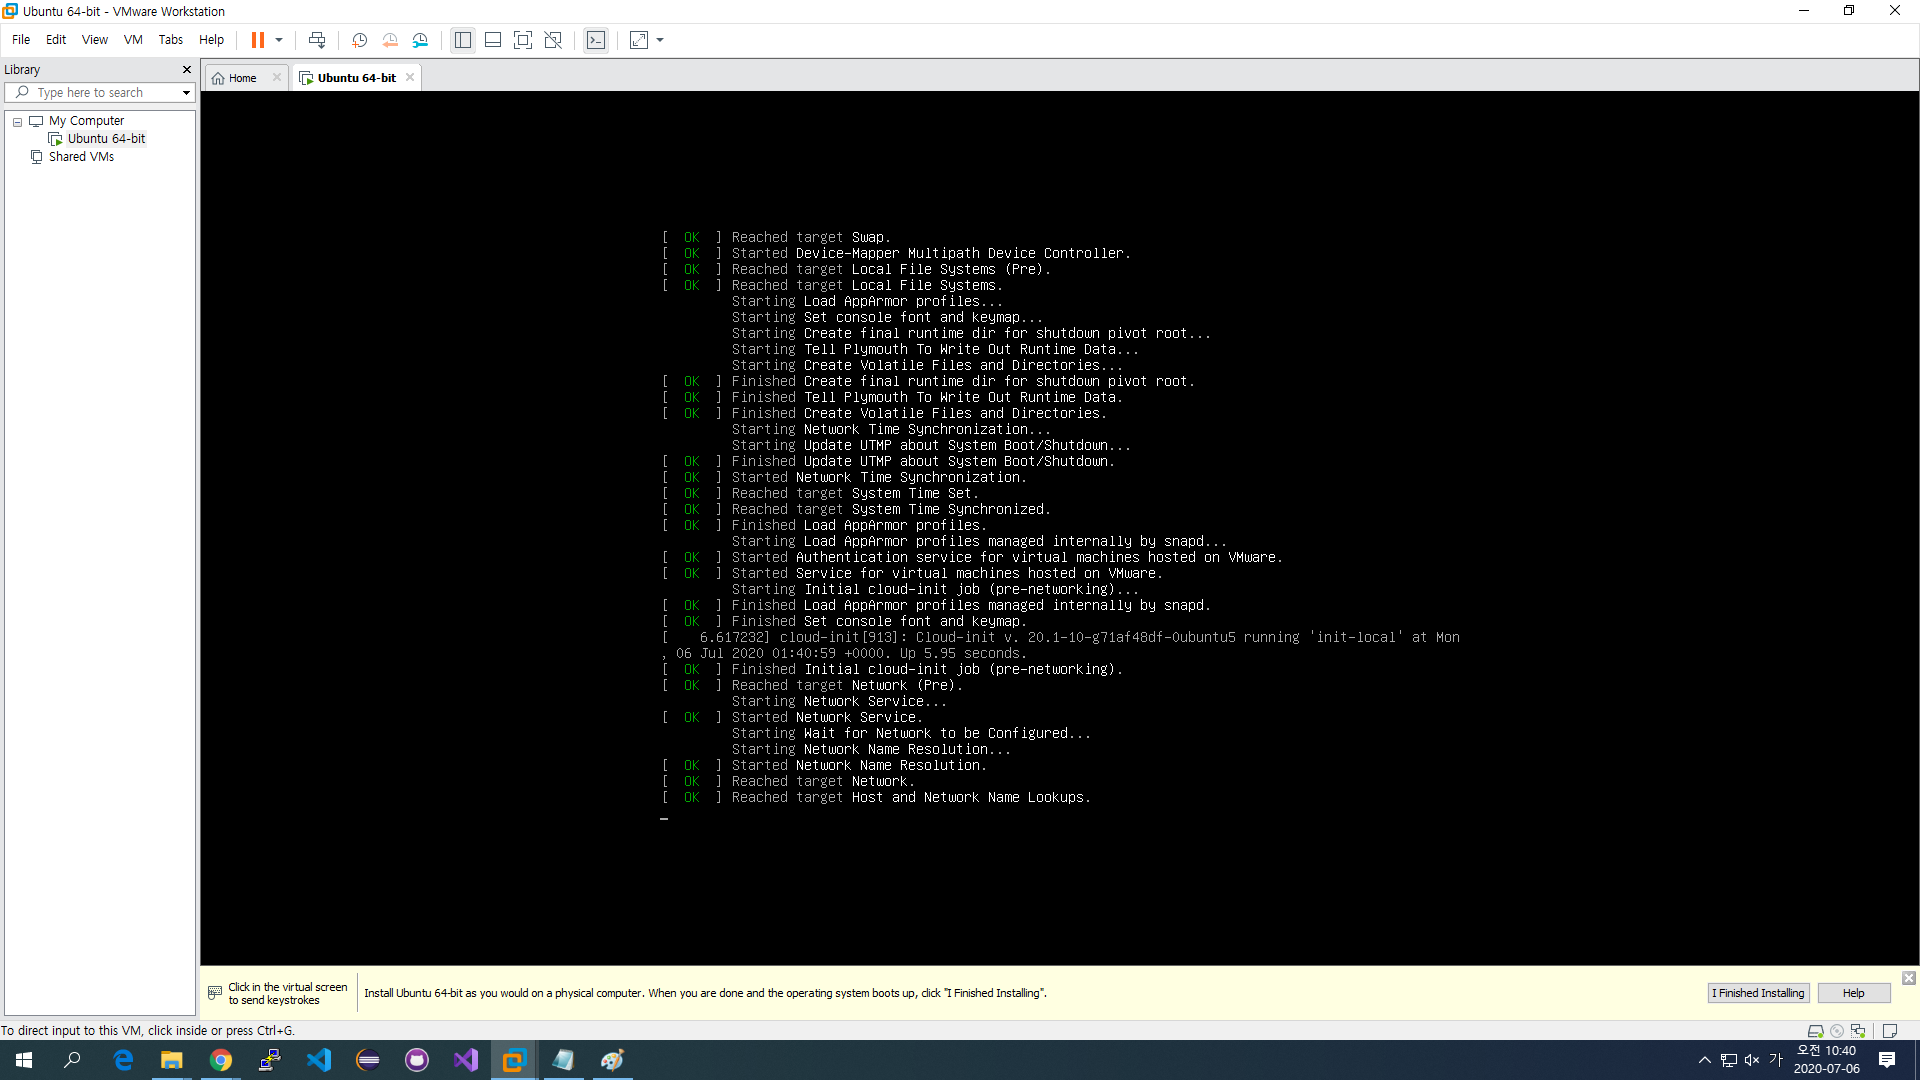 Ubuntu 64-bit - VMware Workstation
File Edit View VM Tabs Help
Library
Home
Ubuntu 64-bit
Type here to search
My Computer
Ubuntu 64-bit
Shared VMs
[  OK  ] Reached target Swap.
[  OK  ] Started Device-Mapper Multipath Device Controller.
[  OK  ] Reached target Local File Systems (Pre).
[  OK  ] Reached target Local File Systems.
Starting Load AppArmor profiles...
Starting Set console font and keymap...
Starting Create final runtime dir for shutdown pivot root...
Starting Tell Plymouth To Write Out Runtime Data...
Starting Create Volatile Files and Directories...
[  OK  ] Finished Create final runtime dir for shutdown pivot root.
[  OK  ] Finished Tell Plymouth To Write Out Runtime Data.
[  OK  ] Finished Create Volatile Files and Directories.
Starting Network Time Synchronization...
Starting Update UTMP about System Boot/Shutdown...
[  OK  ] Finished Update UTMP about System Boot/Shutdown.
[  OK  ] Started Network Time Synchronization.
[  OK  ] Reached target System Time Set.
[  OK  ] Reached target System Time Synchronized.
[  OK  ] Finished Load AppArmor profiles.
Starting Load AppArmor profiles managed internally by snapd...
[  OK  ] Started Authentication service for virtual machines hosted on VMware.
[  OK  ] Started Service for virtual machines hosted on VMware.
Starting Initial cloud-init job (pre-networking)...
[  OK  ] Finished Load AppArmor profiles managed internally by snapd.
[  OK  ] Finished Set console font and keymap.
[    6.617232] cloud-init[913]: Cloud-init v. 20.1-10-g71af48df-0ubuntu5 running 'init-local' at Mon
, 06 Jul 2020 01:40:59 +0000. Up 5.95 seconds.
[  OK  ] Finished Initial cloud-init job (pre-networking).
[  OK  ] Reached target Network (Pre).
Starting Network Service...
[  OK  ] Started Network Service.
Starting Wait for Network to be Configured...
Starting Network Name Resolution...
[  OK  ] Started Network Name Resolution.
[  OK  ] Reached target Network.
[  OK  ] Reached target Host and Network Name Lookups.
Click in the virtual screen
to send keystrokes
Install Ubuntu 64-bit as you would on a physical computer. When you are done and the operating system boots up, click "I Finished Installing".
I Finished Installing
Help
To direct input to this VM, click inside or press Ctrl+G.
가
오전 10:40
2020-07-06